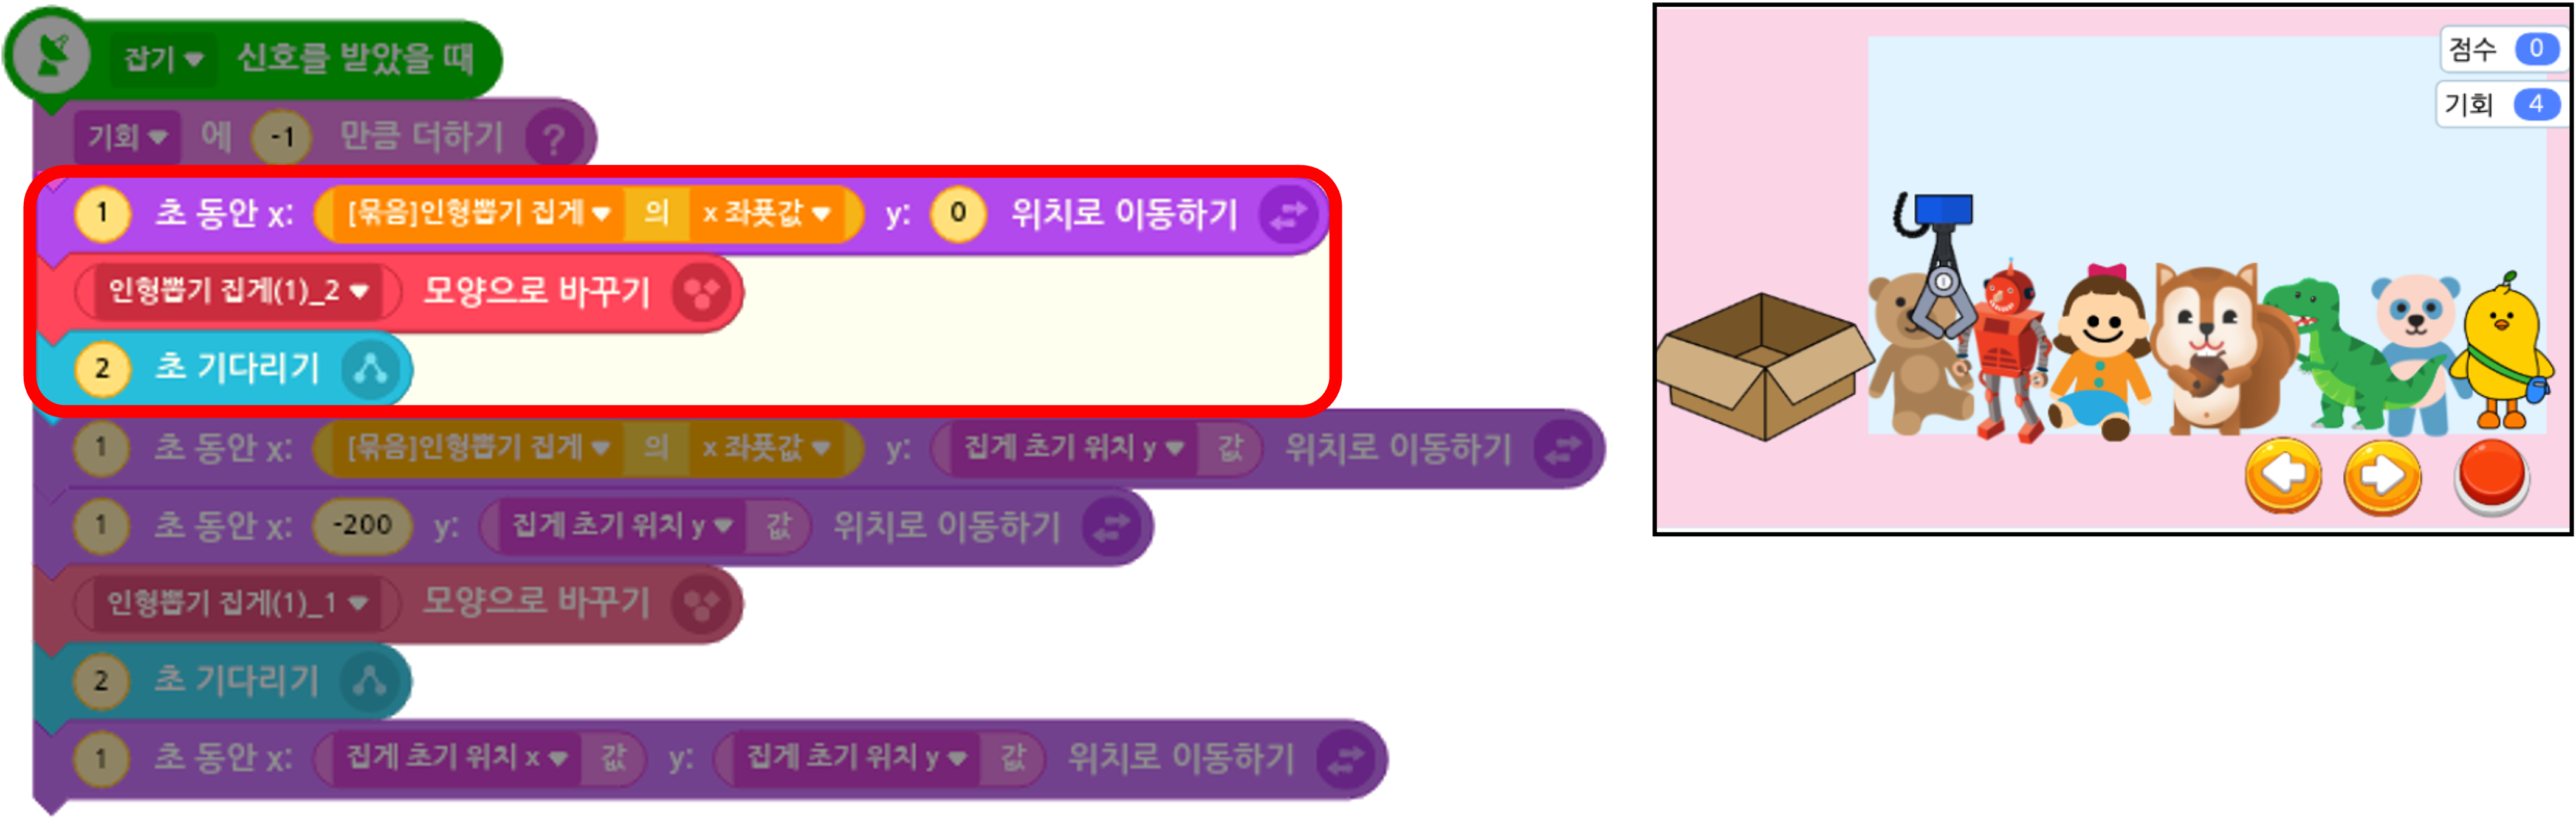 잡기 신호를 받았을 때
기회 에 -1 만큼 더하기 ?
1 초 동안 x: [묶음]인형뽑기 집게 의 x 좌푯값 y: 0 위치로 이동하기
인형뽑기 집게(1)_2 모양으로 바꾸기
2 초 기다리기
1 초 동안 x: [묶음]인형뽑기 집게 의 x 좌푯값 y: 집게 초기 위치 y 값 위치로 이동하기
1 초 동안 x: -200 y: 집게 초기 위치 y 값 위치로 이동하기
인형뽑기 집게(1)_1 모양으로 바꾸기
2 초 기다리기
1 초 동안 x: 집게 초기 위치 x 값 y: 집게 초기 위치 y 값 위치로 이동하기
점수 0
기회 4